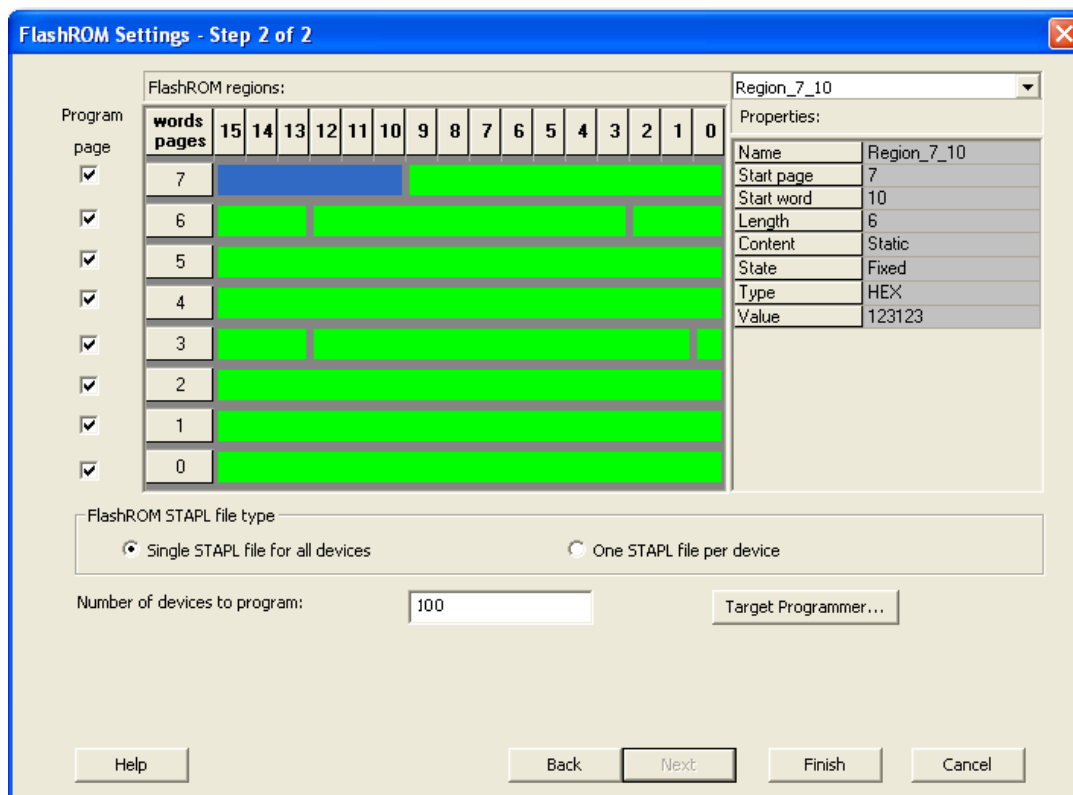 FlashROM Settings - Step 2 of 2
FlashROM regions:
Region_7_10
Program page
words pages 15 14 13 12 11 10 9 8 7 6 5 4 3 2 1 0
7
6
5
4
3
2
1
0
Properties:
Name Region_7_10
Start page 7
Start word 10
Length 6
Content Static
State Fixed
Type HEX
Value 123123
FlashROM STAPL file type
Single STAPL file for all devices One STAPL file per device
Number of devices to program: 100 Target Programmer...
Help Back Next Finish Cancel